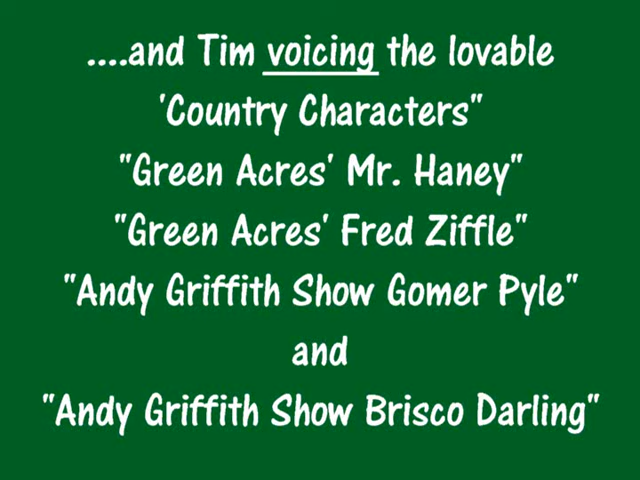 ....and Tim voicing the lovable
'Country Characters"
"Green Acres' Mr. Haney"
"Green Acres' Fred Ziffle"
"Andy Griffith Show Gomer Pyle"
and
"Andy Griffith Show Brisco Darling"